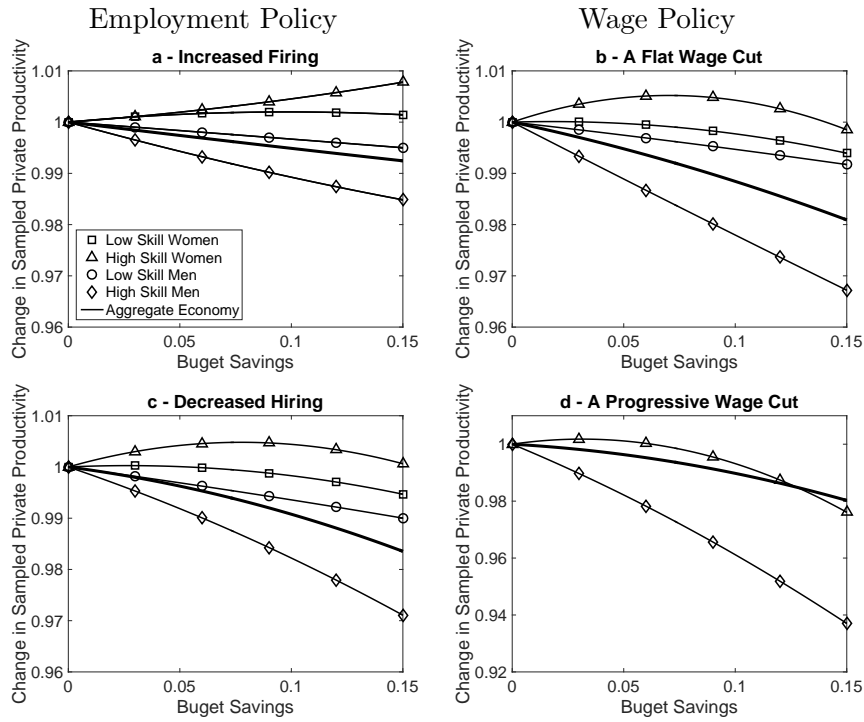 Employment Policy
Wage Policy
a - Increased Firing
Change in Sampled Private Productivity
1.01
1
0.99
0.98
0.97
0.96
Low Skill Women
High Skill Women
Low Skill Men
High Skill Men
Aggregate Economy
0
0.05
0.1
0.15
Buget Savings
b - A Flat Wage Cut
Change in Sampled Private Productivity
1.01
1
0.99
0.98
0.97
0.96
0
0.05
0.1
0.15
Buget Savings
c - Decreased Hiring
Change in Sampled Private Productivity
1.01
1
0.99
0.98
0.97
0.96
0
0.05
0.1
0.15
Buget Savings
d - A Progressive Wage Cut
Change in Sampled Private Productivity
1
0.98
0.96
0.94
0.92
0
0.05
0.1
0.15
Buget Savings